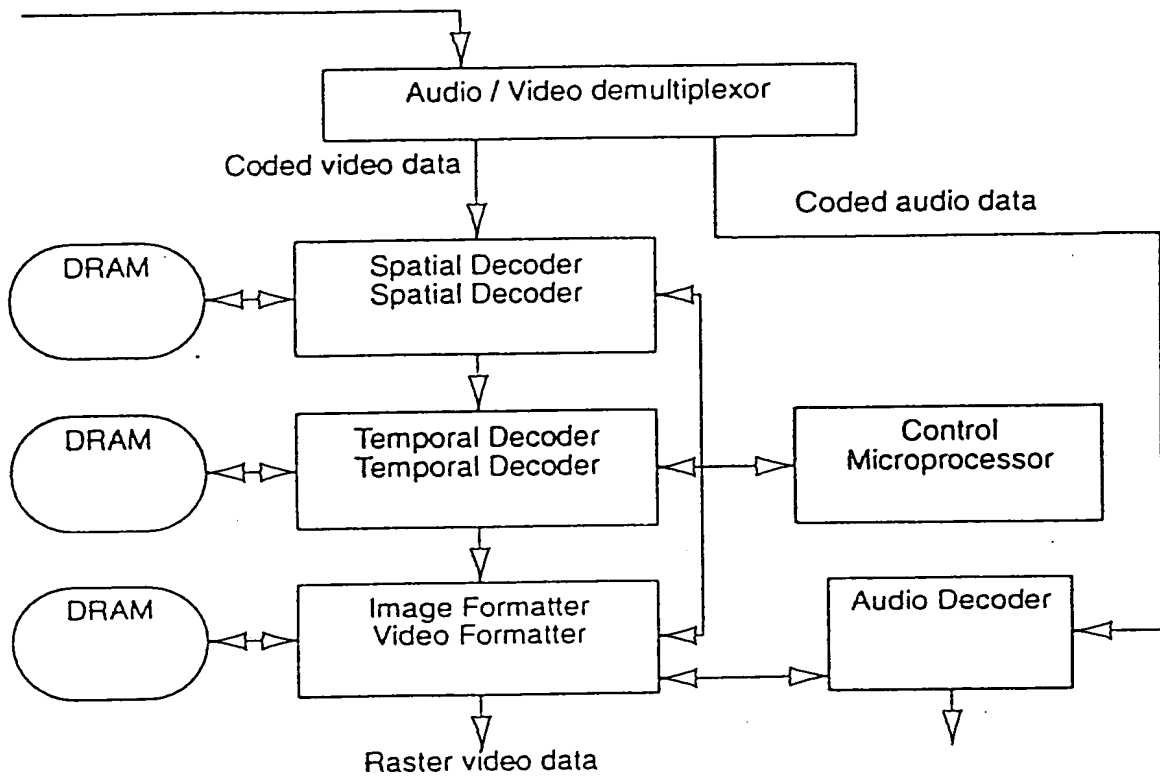 Audio / Video demultiplexor
Coded video data
Coded audio data
DRAM
Spatial Decoder
Spatial Decoder
DRAM
Temporal Decoder
Temporal Decoder
Control
Microprocessor
DRAM
Image Formatter
Video Formatter
Audio Decoder
Raster video data